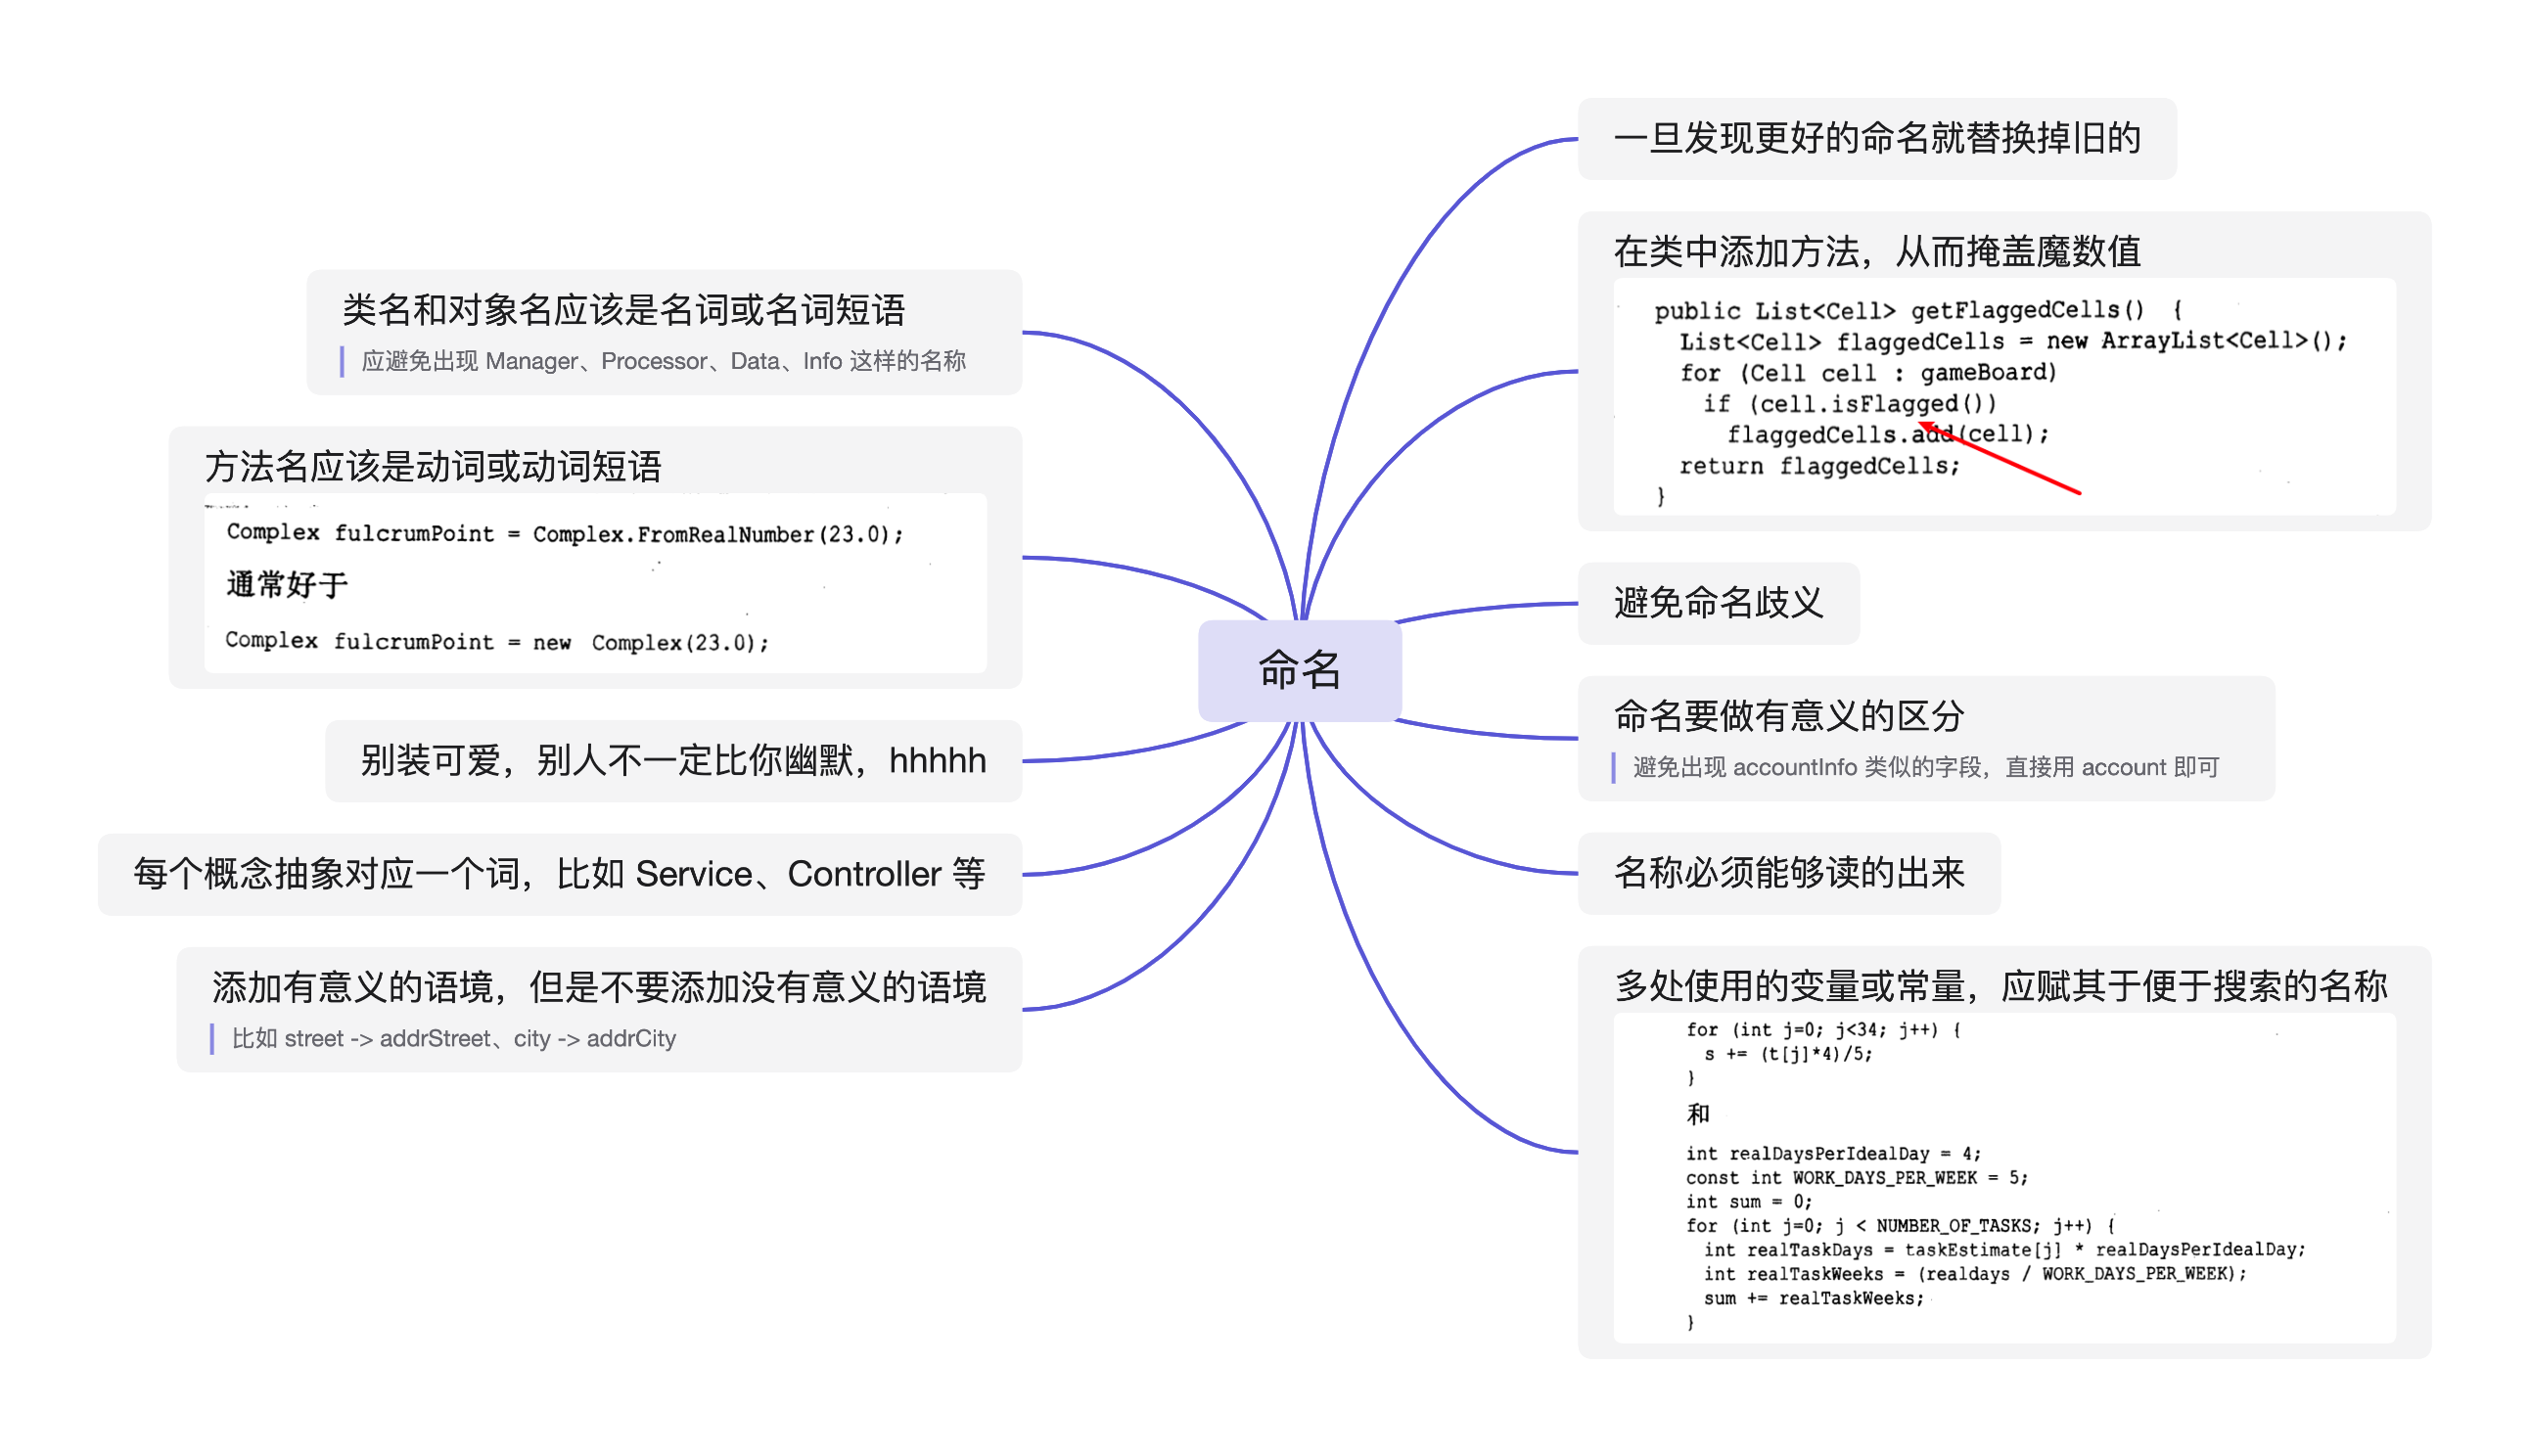 命名
一旦发现更好的命名就替换掉旧的
在类中添加方法，从而掩盖魔数值
public List<Cell> getFlaggedCells() {
List<Cell> flaggedCells = new ArrayList<Cell>();
for (Cell cell : gameBoard)
if (cell.isFlagged())
flaggedCells.add(cell);
return flaggedCells;
}
避免命名歧义
命名要做有意义的区分
避免出现 accountInfo 类似的字段，直接用 account 即可
名称必须能够读的出来
多处使用的变量或常量，应赋其于便于搜索的名称
for (int j=0; j<34; j++) {
s += (t[j]*4)/5;
}
和
int realDaysPerIdealDay = 4;
const int WORK_DAYS_PER_WEEK = 5;
int sum = 0;
for (int j=0; j < NUMBER_OF_TASKS; j++) {
int realTaskDays = taskEstimate[j] * realDaysPerIdealDay;
int realTaskWeeks = (realdays / WORK_DAYS_PER_WEEK);
sum += realTaskWeeks;
}
类名和对象名应该是名词或名词短语
应避免出现 Manager、Processor、Data、Info 这样的名称
方法名应该是动词或动词短语
Complex fulcrumPoint = Complex.FromRealNumber(23.0);
通常好于
Complex fulcrumPoint = new Complex(23.0);
别装可爱，别人不一定比你幽默，hhhhh
每个概念抽象对应一个词，比如 Service、Controller 等
添加有意义的语境，但是不要添加没有意义的语境
比如 street -> addrStreet、city -> addrCity